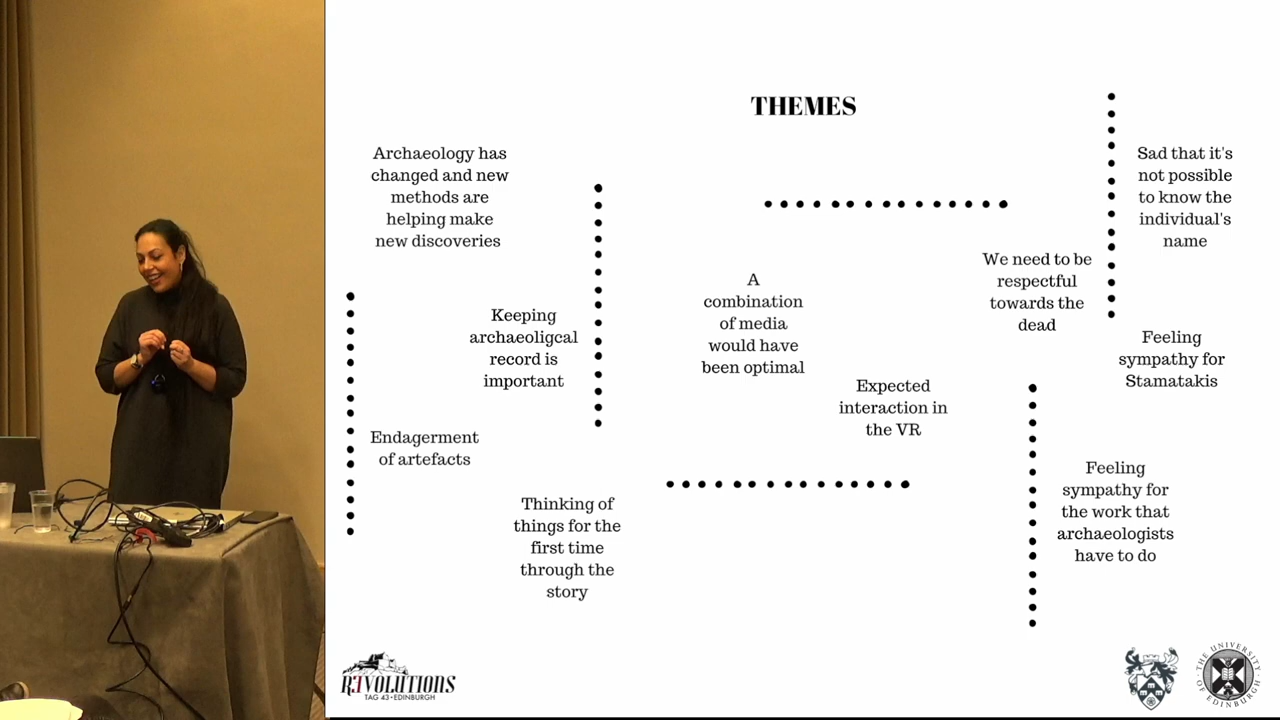 THEMES
Archaeology has
changed and new
methods are
helping make
new discoveries
Keeping
archaeoligcal
record is
important
Endagerment
of artefacts
Thinking of
things for the
first time
through the
story
A
combination
of media
would have
been optimal
Expected
interaction in
the VR
We need to be
respectful
towards the
dead
Sad that it's
not possible
to know the
individual's
name
Feeling
sympathy for
Stamatakis
Feeling
sympathy for
the work that
archaeologists
have to do
REVOLUTIONS
TAG 43 • EDINBURGH
THE UNIVERSITY
OF EDINBURGH